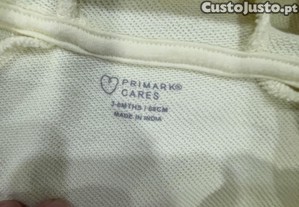 CustoJusto.pt
PRIMARK®
CARES
3-6MTHS / 68CM
MADE IN INDIA